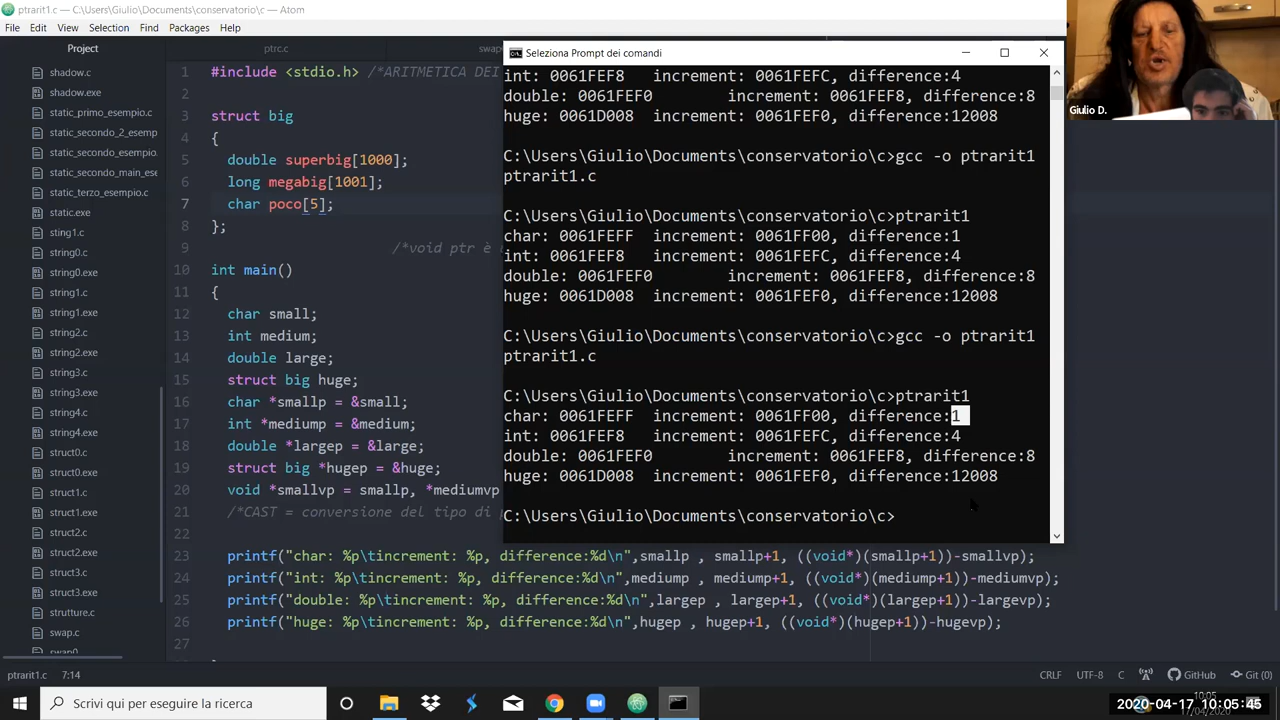 ptrarit1.c — C:\Users\Giulio\Documents\conservatorio\c — Atom
File Edit View Selection Find Packages Help
Project
shadow.c
shadow.exe
static_primo_esempio.c
static_secondo_2_esemp
static_secondo_esempio.
static_secondo_main_ese
static_terzo_esempio.c
static.exe
sting1.c
string0.c
string0.exe
string1.c
string1.exe
string2.c
string2.exe
string3.c
string3.exe
string4.c
string4.exe
struct0.c
struct0.exe
struct1.c
struct1.exe
struct2.c
struct2.exe
struct3.c
struct3.exe
strutture.c
swap.c
swap0
ptrc.c
swap
1 #include <stdio.h> /*ARITMETICA DEI
2
3 struct big
4 {
5 double superbig[1000];
6 long megabig[1001];
7 char poco[5];
8 };
9 /*void ptr è
10 int main()
11 {
12 char small;
13 int medium;
14 double large;
15 struct big huge;
16 char *smallp = &small;
17 int *mediump = &medium;
18 double *largep = &large;
19 struct big *hugep = &huge;
20 void *smallvp = smallp, *mediumvp
21 /*CAST = conversione del tipo di
23 printf("char: %p\tincrement: %p, difference:%d\n",smallp , smallp+1, ((void*)(smallp+1))-smallvp);
24 printf("int: %p\tincrement: %p, difference:%d\n",mediump , mediump+1, ((void*)(mediump+1))-mediumvp);
25 printf("double: %p\tincrement: %p, difference:%d\n",largep , largep+1, ((void*)(largep+1))-largevp);
26 printf("huge: %p\tincrement: %p, difference:%d\n",hugep , hugep+1, ((void*)(hugep+1))-hugevp);
27
Seleziona Prompt dei comandi
int: 0061FEF8 increment: 0061FEFC, difference:4
double: 0061FEF0 increment: 0061FEF8, difference:8
huge: 0061D008 increment: 0061FEF0, difference:12008
C:\Users\Giulio\Documents\conservatorio\c>gcc -o ptrarit1
ptrarit1.c
C:\Users\Giulio\Documents\conservatorio\c>ptrarit1
char: 0061FEFF increment: 0061FF00, difference:1
int: 0061FEF8 increment: 0061FEFC, difference:4
double: 0061FEF0 increment: 0061FEF8, difference:8
huge: 0061D008 increment: 0061FEF0, difference:12008
C:\Users\Giulio\Documents\conservatorio\c>gcc -o ptrarit1
ptrarit1.c
C:\Users\Giulio\Documents\conservatorio\c>ptrarit1
char: 0061FEFF increment: 0061FF00, difference:1
int: 0061FEF8 increment: 0061FEFC, difference:4
double: 0061FEF0 increment: 0061FEF8, difference:8
huge: 0061D008 increment: 0061FEF0, difference:12008
C:\Users\Giulio\Documents\conservatorio\c>
Giulio D.
ptrarit1.c 7:14 CRLF UTF-8 C GitHub Git (0)
Scrivi qui per eseguire la ricerca
10:05
17/04/2020
2020-04-17 10:05:45